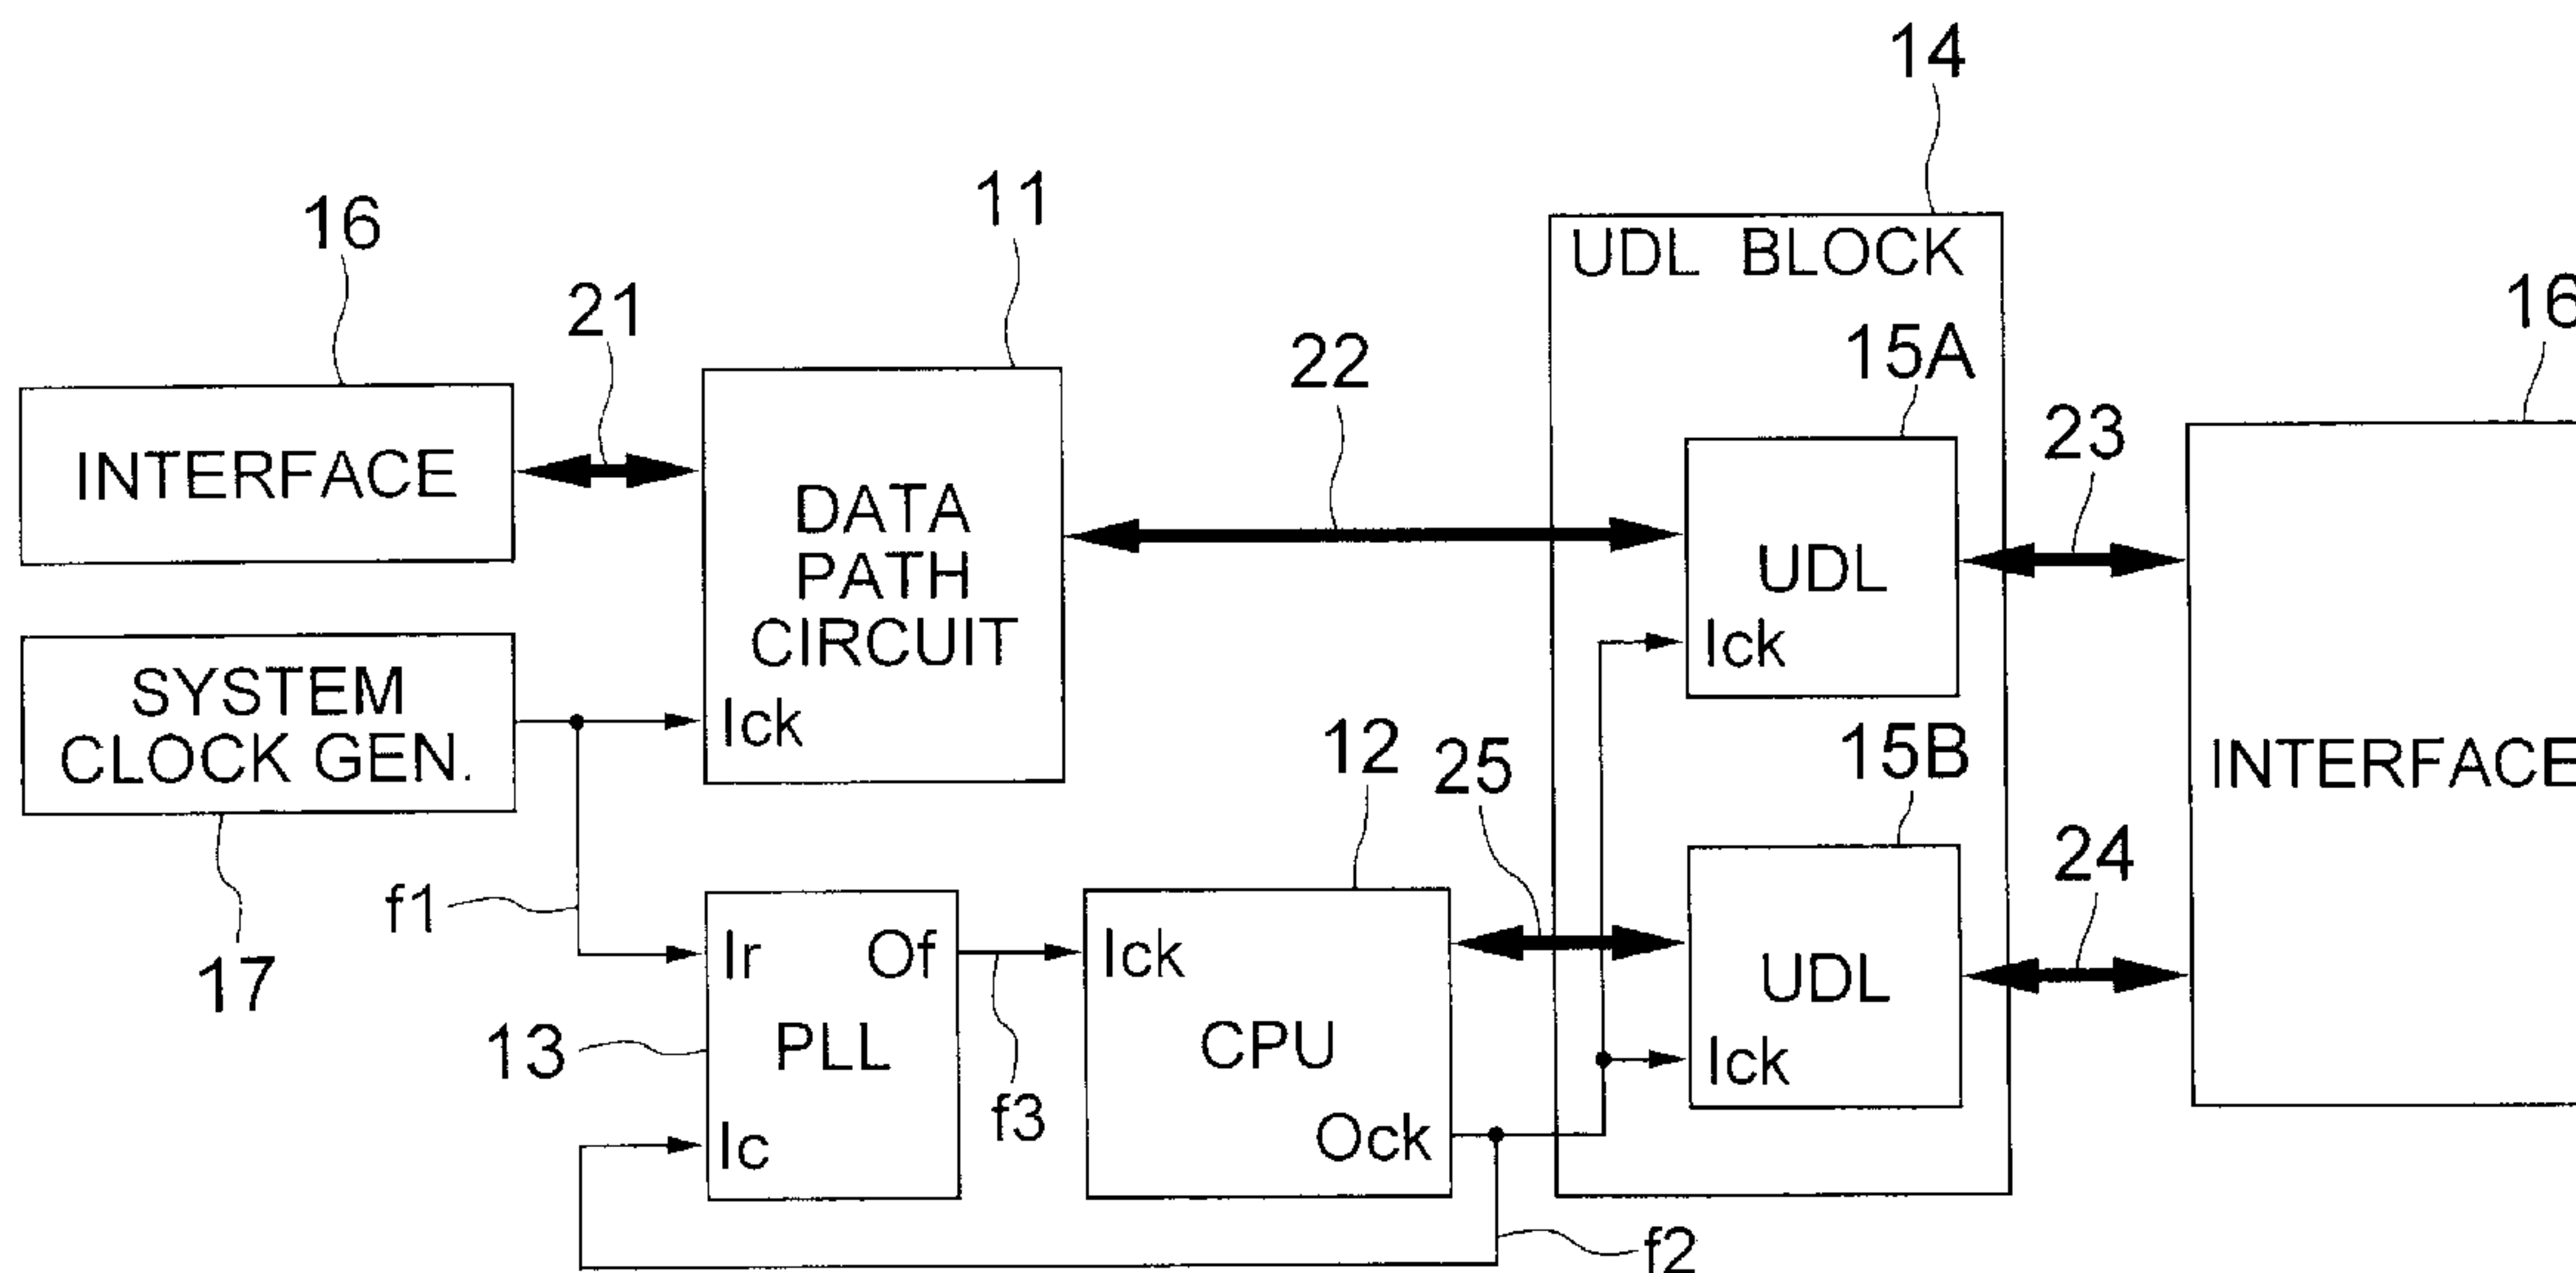 14
11
16
UDL BLOCK
16
21
15A
22
23
INTERFACE
DATA
PATH
CIRCUIT
UDL
Ick
SYSTEM
CLOCK GEN.
Ick
12
25
15B
INTERFACE
24
f1
17
Ir
Of
Ick
UDL
13
PLL
CPU
Ick
f3
Ic
Ock
f2